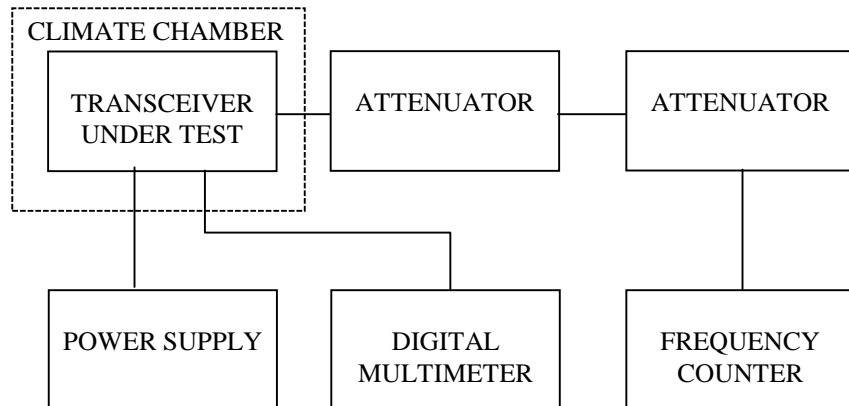 CLIMATE CHAMBER
TRANSCEIVER
UNDER TEST
ATTENUATOR
ATTENUATOR
POWER SUPPLY
DIGITAL
MULTIMETER
FREQUENCY
COUNTER